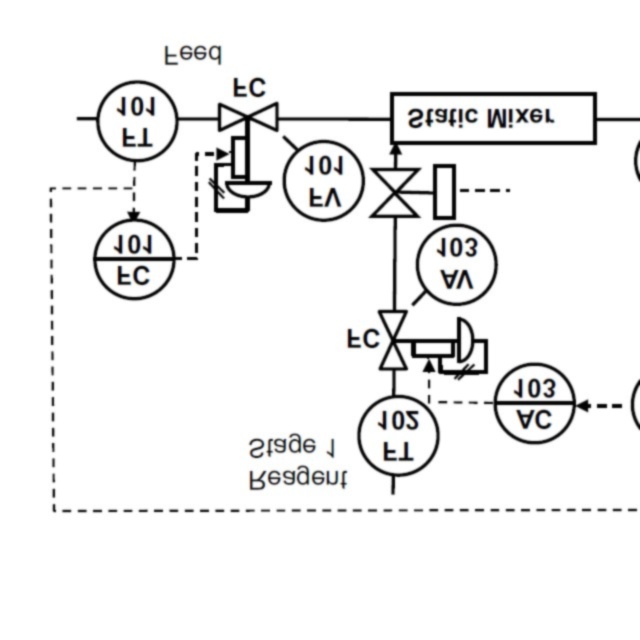 Reagent
Stage 1
FT
102
AC
103
FC
AV
103
FC
101
FV
101
FT
101
Static Mixer
FC
Feed